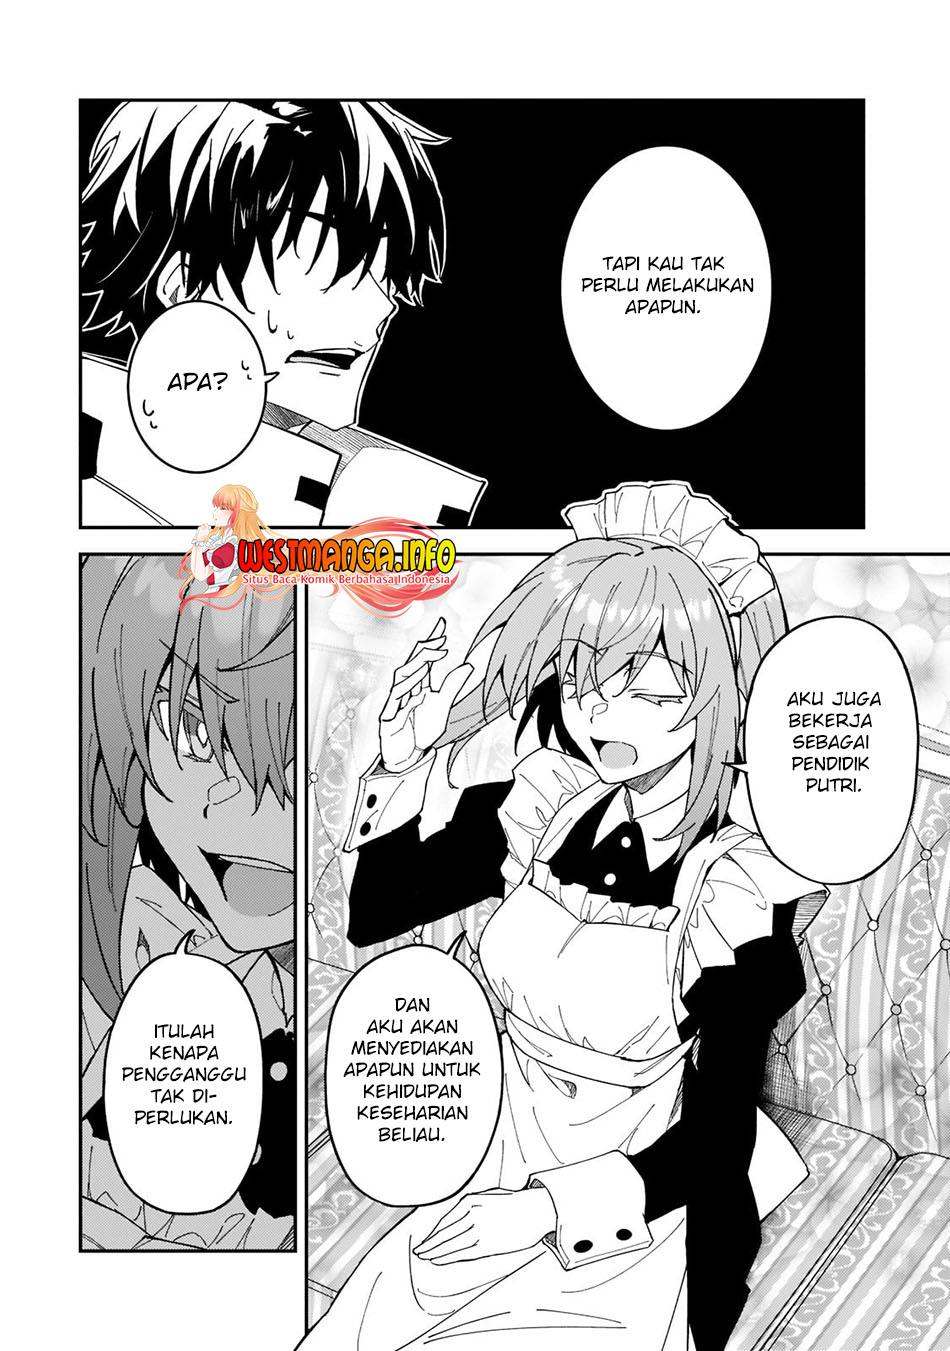 TAPI KAU TAK
PERLU MELAKUKAN
APAPUN.
APA?
WESTMANGA.INFO
Situs Baca Komik Berbahasa Indonesia
AKU JUGA
BEKERJA
SEBAGAI
PENDIDIK
PUTRI.
DAN
AKU AKAN
MENYEDIAKAN
APAPUN UNTUK
KEHIDUPAN
KESEHARIAN
BELIAU.
ITULAH
KENAPA
PENGGANGGU
TAK DI-
PERLUKAN.